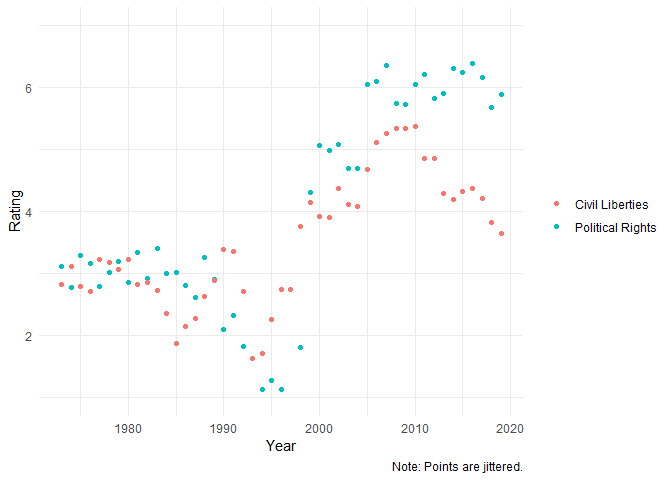 Rating
6
4
2
1980
1990
2000
2010
2020
Year
Civil Liberties
Political Rights
Note: Points are jittered.